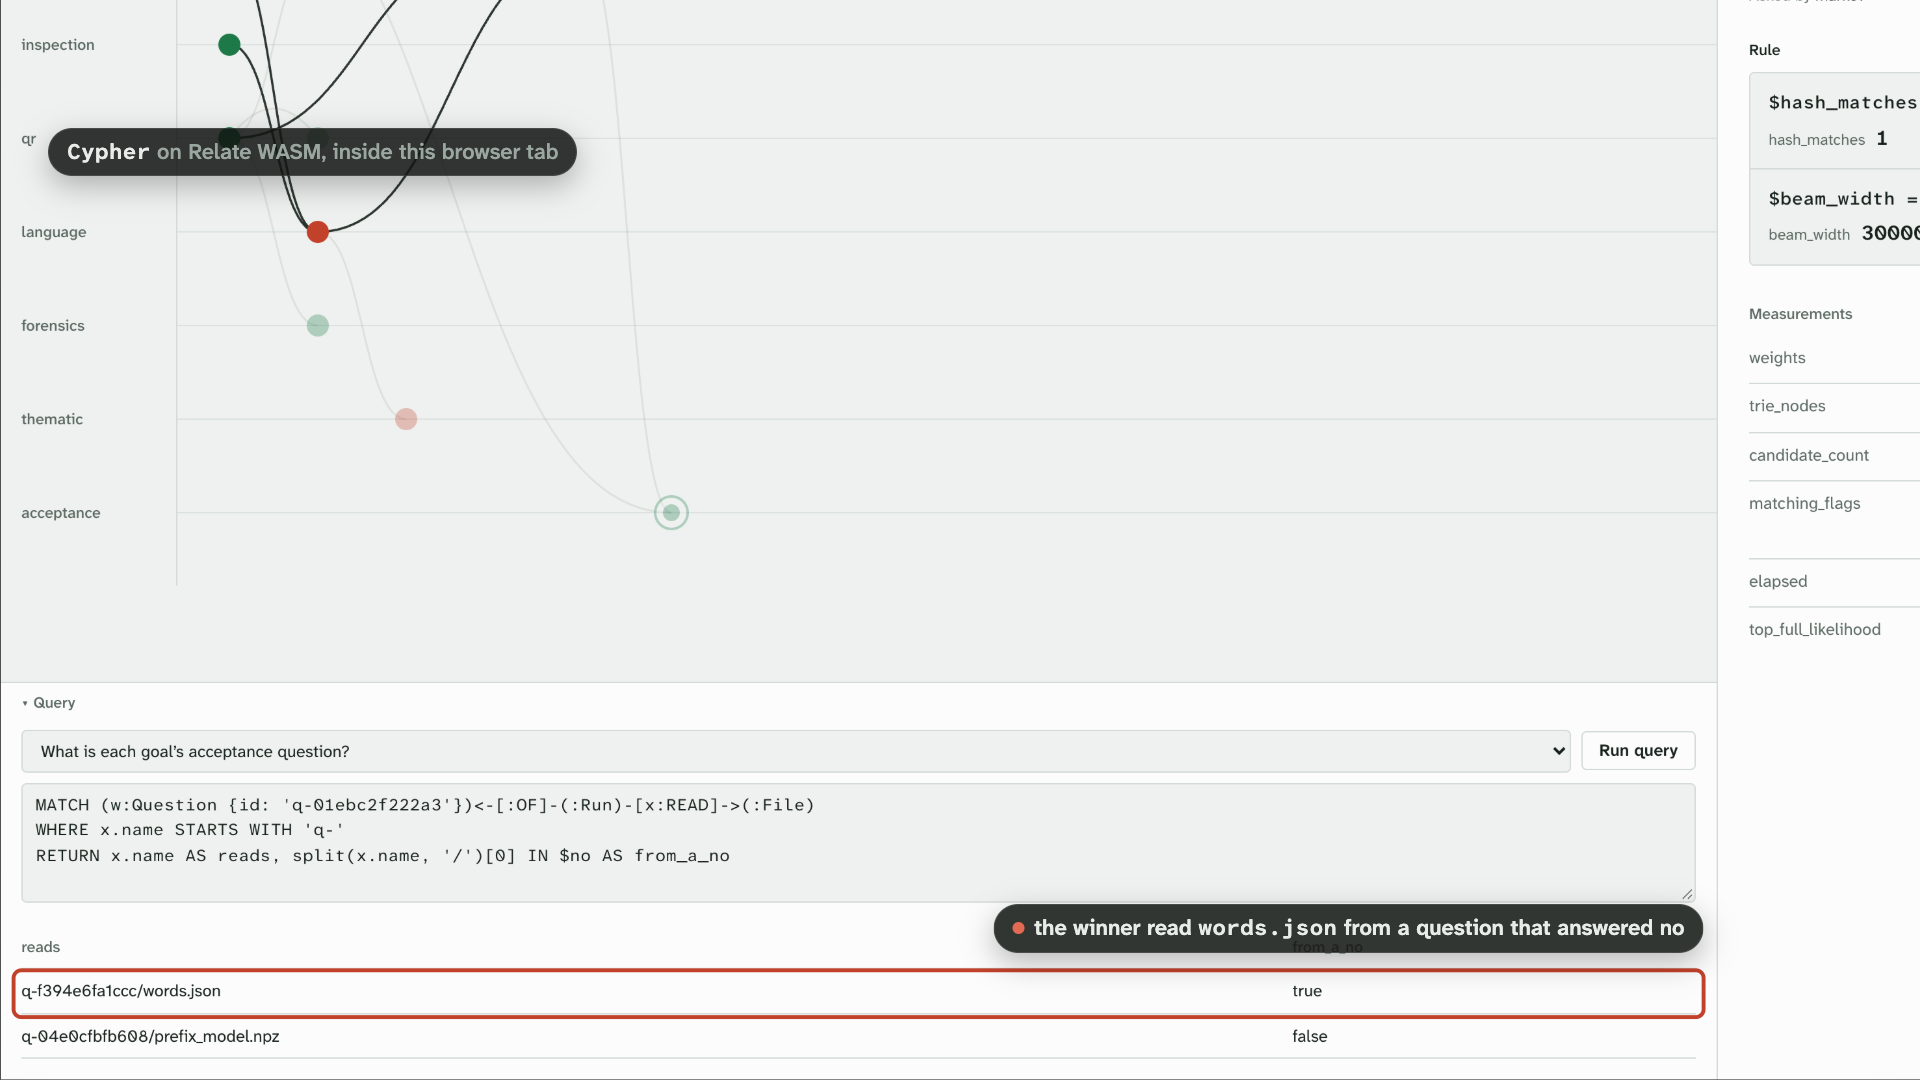 inspection
qr
Cypher on Relate WASM, inside this browser tab
language
forensics
thematic
acceptance
Rule
$hash_matches
hash_matches 1
$beam_width =
beam_width 30000
Measurements
weights
trie_nodes
candidate_count
matching_flags
elapsed
top_full_likelihood
Query
What is each goal’s acceptance question?
Run query
MATCH (w:Question {id: 'q-01ebc2f222a3'})<-[:OF]-(:Run)-[x:READ]->(:File)
WHERE x.name STARTS WITH 'q-'
RETURN x.name AS reads, split(x.name, '/')[0] IN $no AS from_a_no
the winner read words.json from a question that answered no
reads from_a_no
q-f394e6fa1ccc/words.json true
q-04e0cfbfb608/prefix_model.npz false